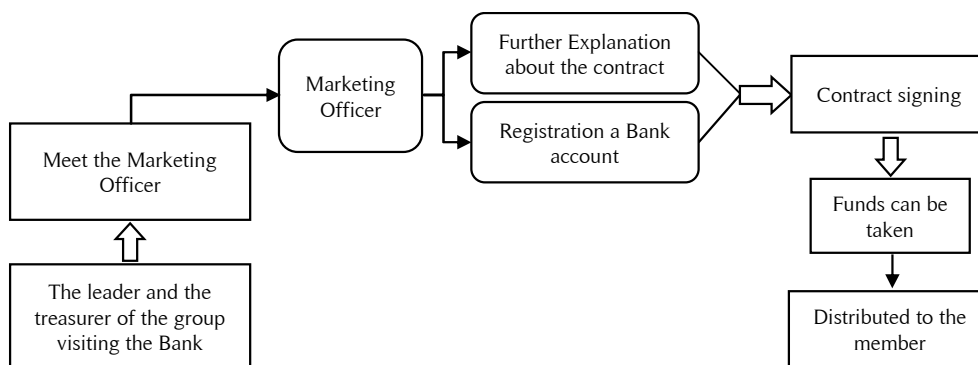 The leader and the
treasurer of the group
visiting the Bank
Meet the Marketing
Officer
Marketing
Officer
Further Explanation
about the contract
Registration a Bank
account
Contract signing
Funds can be
taken
Distributed to the
member